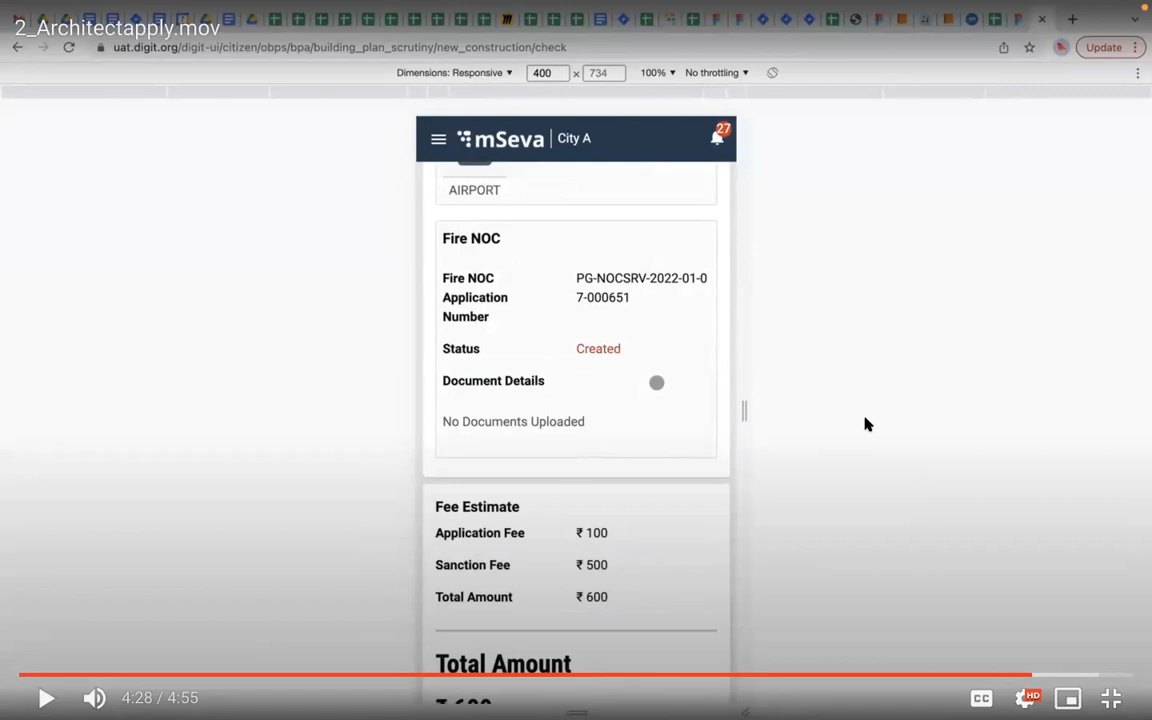 2_Architectapply.mov
uat.digit.org/digit-ui/citizen/obps/bpa/building_plan_scrutiny/new_construction/check
Update
Dimensions: Responsive ▼ 400 × 734 100% ▼ No throttling ▼
mSeva | City A 27
AIRPORT
Fire NOC
Fire NOC Application Number PG-NOCSRV-2022-01-0
7-000651
Status Created
Document Details
No Documents Uploaded
Fee Estimate
Application Fee ₹ 100
Sanction Fee ₹ 500
Total Amount ₹ 600
Total Amount
₹ 600
4:28 / 4:55
CC HD